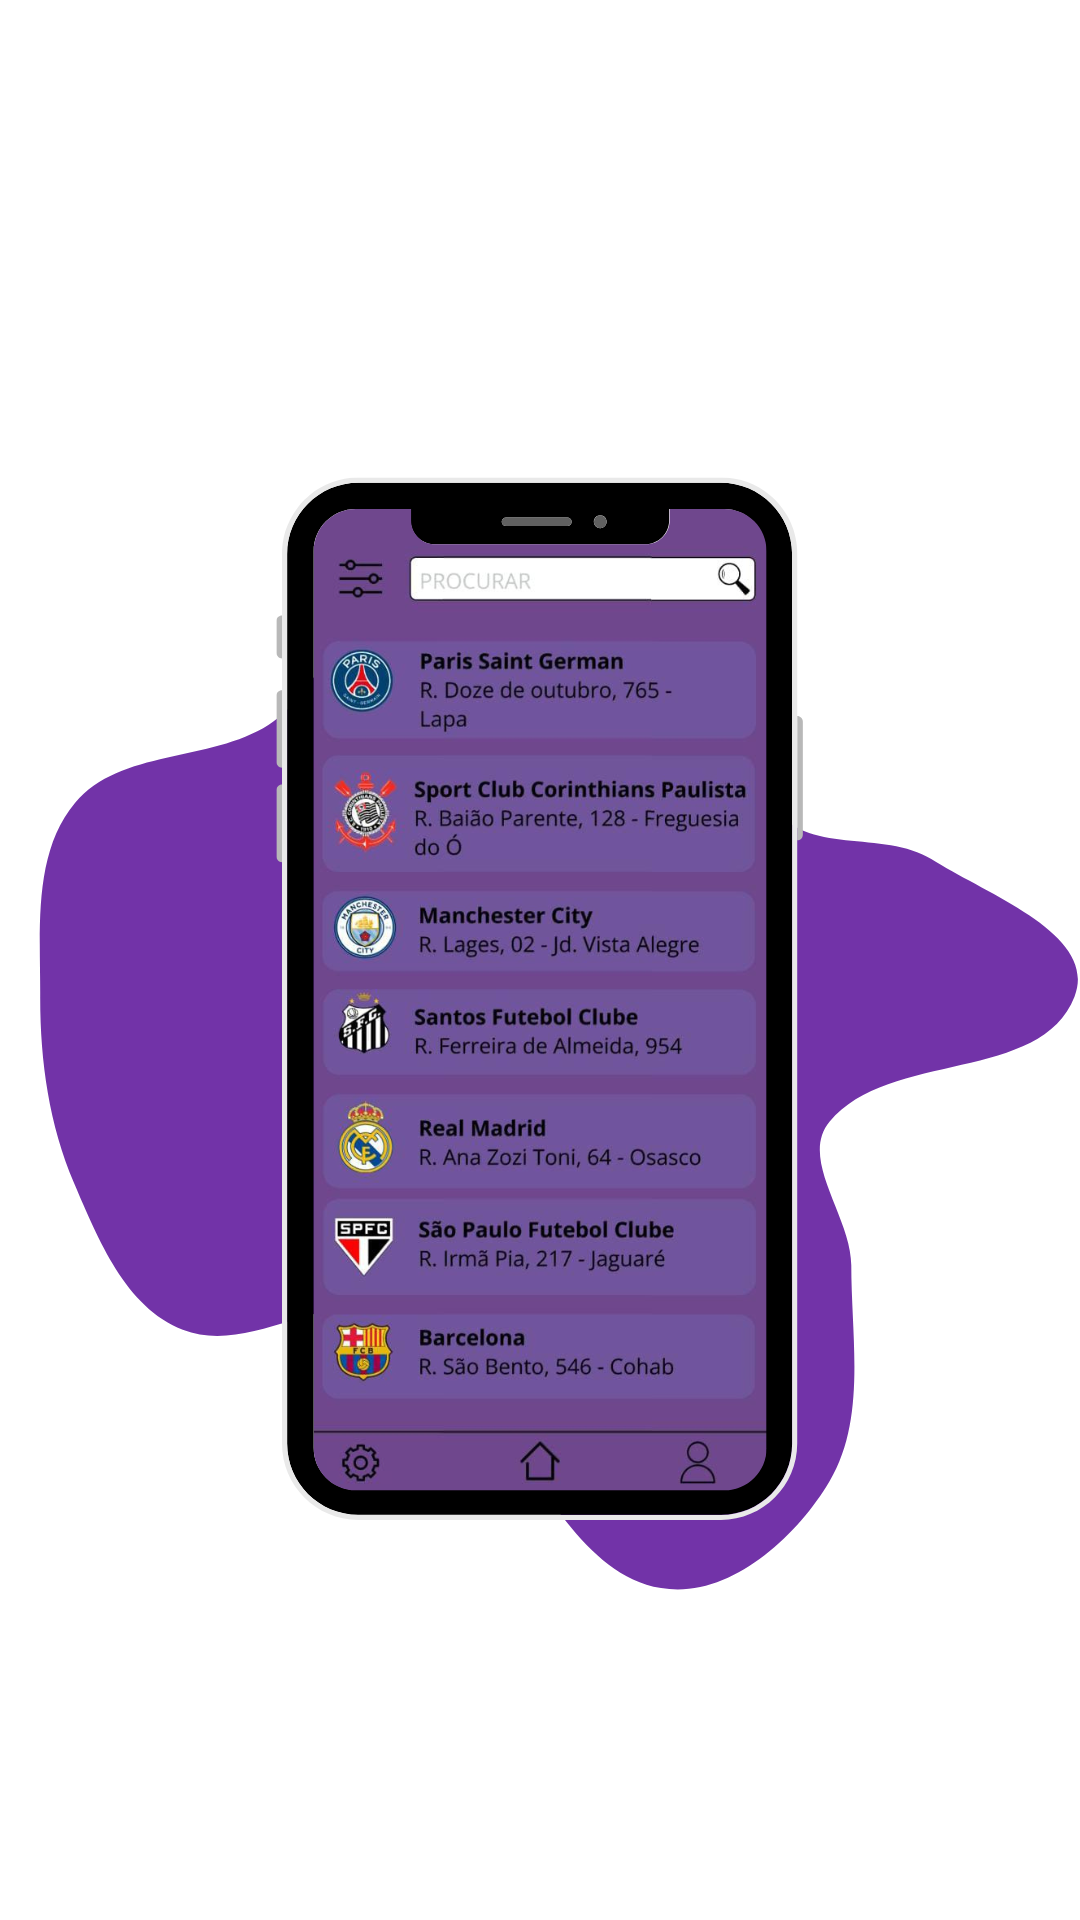 PROCURAR
PARIS
SAINT-GERMAIN
Paris Saint German
R. Doze de outubro, 765 -
Lapa
Sport Club Corinthians Paulista
R. Baião Parente, 128 - Freguesia
do Ó
MANCHESTER
CITY
Manchester City
R. Lages, 02 - Jd. Vista Alegre
S.F.C.
Santos Futebol Clube
R. Ferreira de Almeida, 954
Real Madrid
R. Ana Zozi Toni, 64 - Osasco
SPFC
São Paulo Futebol Clube
R. Irmã Pia, 217 - Jaguaré
FCB
Barcelona
R. São Bento, 546 - Cohab